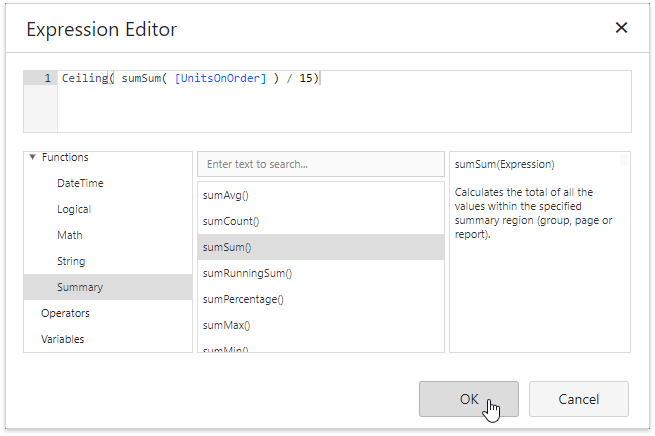 Expression Editor
1 Ceiling( sumSum( [UnitsOnOrder] ) / 15)
Functions
DateTime
Logical
Math
String
Summary
Operators
Variables
Enter text to search...
sumAvg()
sumCount()
sumSum()
sumRunningSum()
sumPercentage()
sumMax()
sumMin()
sumSum(Expression)
Calculates the total of all the
values within the specified
summary region (group, page or
report).
OK
Cancel